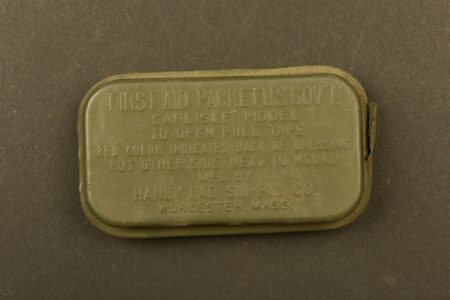 FIRST AID PACKET, U.S. GOV'T.
CARLISLE MODEL
TO OPEN PULL TAPE
RED COLOR INDICATES BACK OF DRESSING
PUT OTHER SIDE NEXT TO WOUND
MFG BY
HANDY PAD SUPPLY CO.
WORCESTER, MASS.